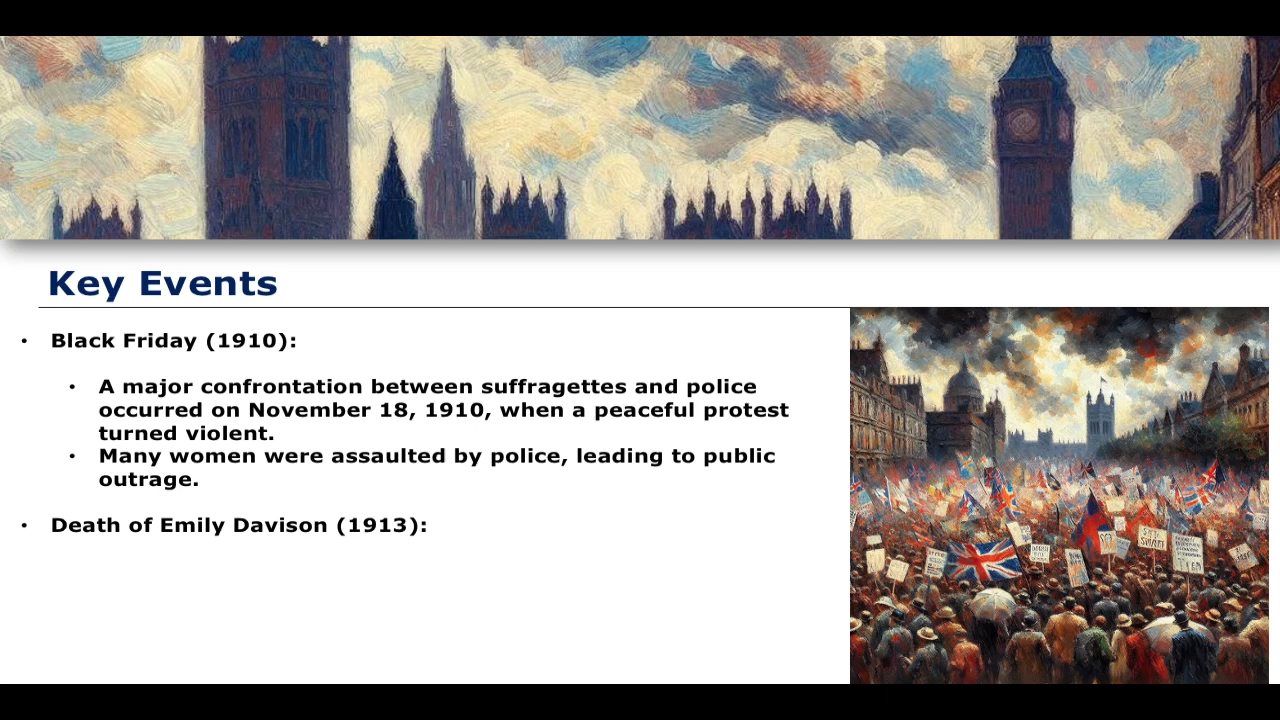 Key Events
• Black Friday (1910):
• A major confrontation between suffragettes and police
occurred on November 18, 1910, when a peaceful protest
turned violent.
• Many women were assaulted by police, leading to public
outrage.
• Death of Emily Davison (1913):